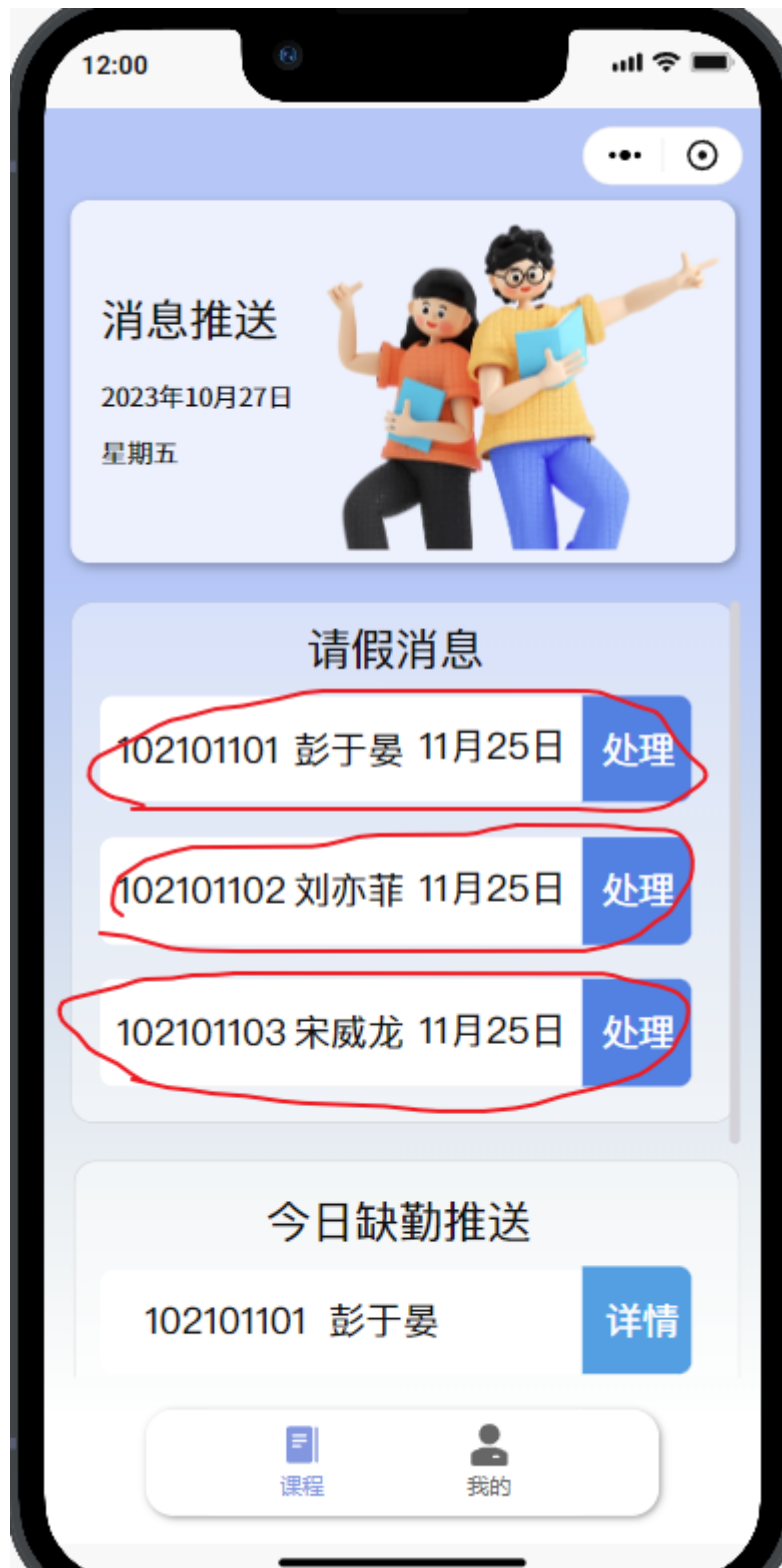 12:00
消息推送
2023年10月27日
星期五
请假消息
102101101 彭于晏 11月25日 处理
102101102 刘亦菲 11月25日 处理
102101103 宋威龙 11月25日 处理
今日缺勤推送
102101101 彭于晏 详情
课程 我的